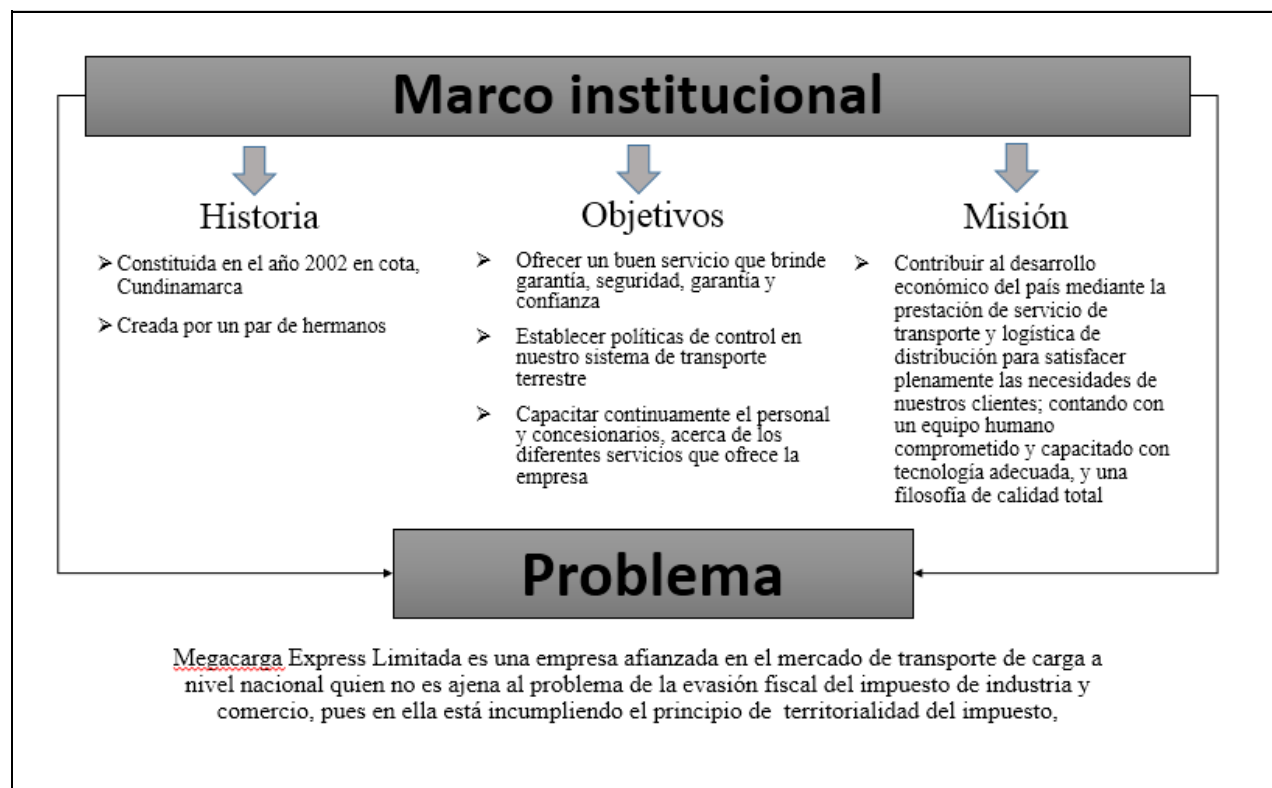 Marco institucional
Historia
➢ Constituida en el año 2002 en cota,
Cundinamarca
➢ Creada por un par de hermanos
Objetivos
➢ Ofrecer un buen servicio que brinde
garantía, seguridad, garantía y
confianza
➢ Establecer políticas de control en
nuestro sistema de transporte
terrestre
➢ Capacitar continuamente el personal
y concesionarios, acerca de los
diferentes servicios que ofrece la
empresa
Misión
➢ Contribuir al desarrollo
económico del país mediante la
prestación de servicio de
transporte y logística de
distribución para satisfacer
plenamente las necesidades de
nuestros clientes; contando con
un equipo humano
comprometido y capacitado con
tecnología adecuada, y una
filosofía de calidad total
Problema
Megacarga Express Limitada es una empresa afianzada en el mercado de transporte de carga a
nivel nacional quien no es ajena al problema de la evasión fiscal del impuesto de industria y
comercio, pues en ella está incumpliendo el principio de territorialidad del impuesto,